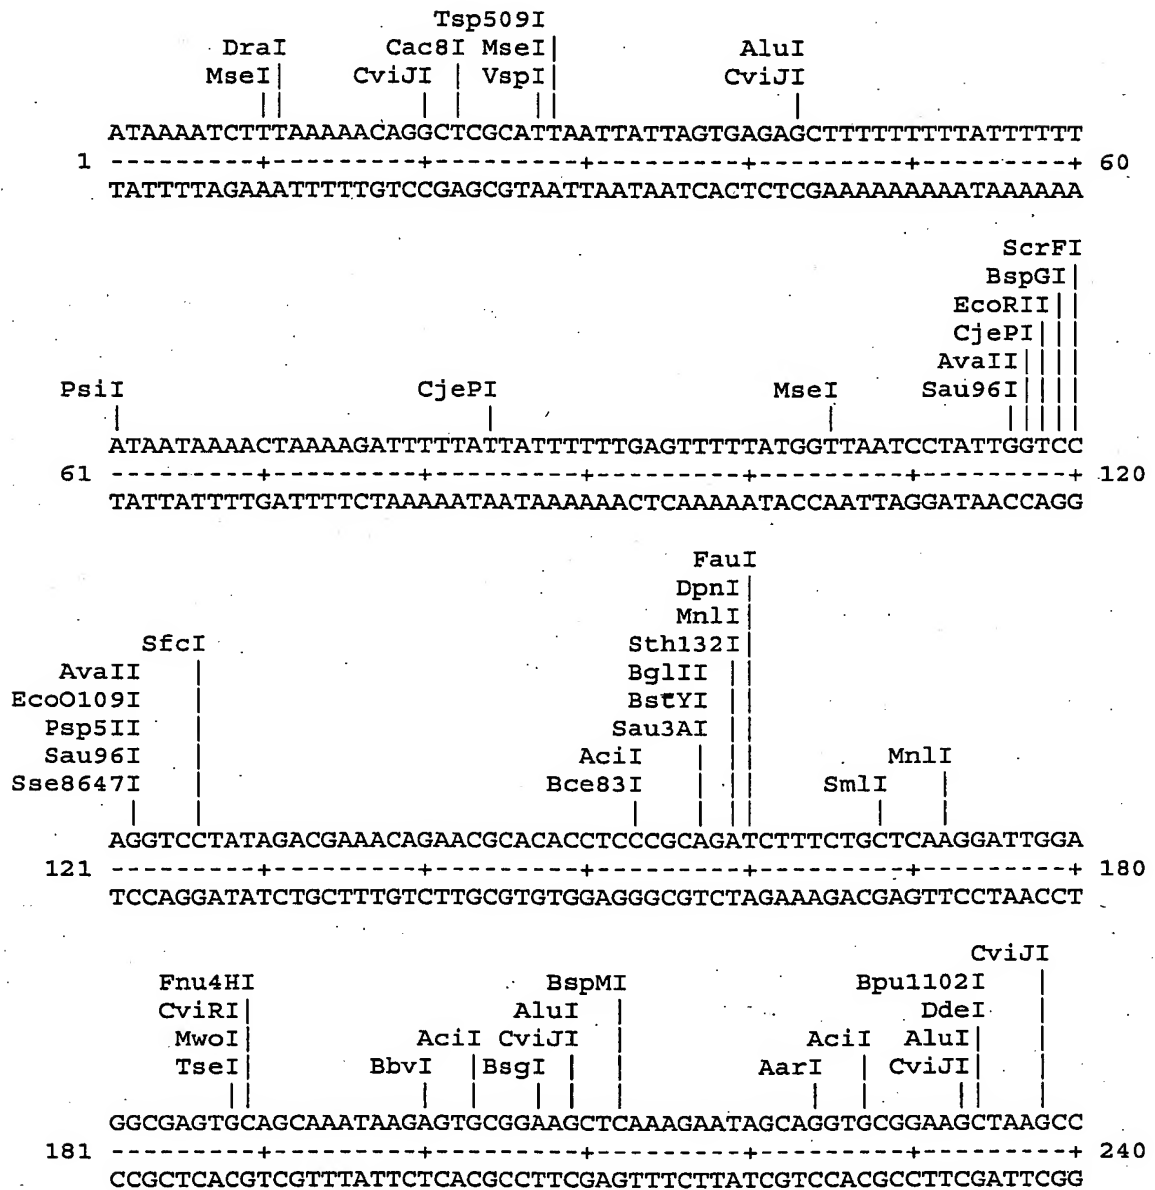 Tsp509I
DraI Cac8I MseI| AluI
MseI| CviJI | VspI| CviJI
|| | | || |
ATAAAATCTTTAAAAACAGGCTCGCATTAATTATTAGTGAGAGCTTTTTTTTTATTTTTT
1 ---------+---------+---------+---------+---------+---------+ 60
TATTTTAGAAATTTTTGTCCGAGCGTAATTAATAATCACTCTCGAAAAAAAAATAAAAAA
ScrFI
BspGI|
EcoRII||
CjePI|||
AvaII||||
PsiI CjePI MseI Sau96I||||
| | | |||||
ATAATAAAACTAAAAGATTTTTATTATTTTTTGAGTTTTTATGGTTAATCCTATTGGTCC
61 ---------+---------+---------+---------+---------+---------+ 120
TATTATTTTGATTTTCTAAAAATAATAAAAAACTCAAAAATACCAATTAGGATAACCAGG
FauI
DpnI|
MnlI|
SfcI Sth132I|
AvaII | BglII ||
EcoO109I | BstYI ||
Psp5II | Sau3AI ||
Sau96I | AciI | || MnlI
Sse8647I | Bce83I | || SmlI |
| | | | || | |
AGGTCCTATAGACGAAACAGAACGCACACCTCCCGCAGATCTTTCTGCTCAAGGATTGGA
121 ---------+---------+---------+---------+---------+---------+ 180
TCCAGGATATCTGCTTTGTCTTGCGTGTGGAGGGCGTCTAGAAAGACGAGTTCCTAACCT
CviJI
Fnu4HI BspMI Bpu1102I |
CviRI| AluI | DdeI |
MwoI| AciI CviJI | AciI AluI| |
TseI| BbvI |BsgI | | AarI | CviJI| |
|| | | | | | | | || |
GGCGAGTGCAGCAAATAAGAGTGCGGAAGCTCAAAGAATAGCAGGTGCGGAAGCTAAGCC
181 ---------+---------+---------+---------+---------+---------+ 240
CCGCTCACGTCGTTTATTCTCACGCCTTCGAGTTTCTTATCGTCCACGCCTTCGATTCGG